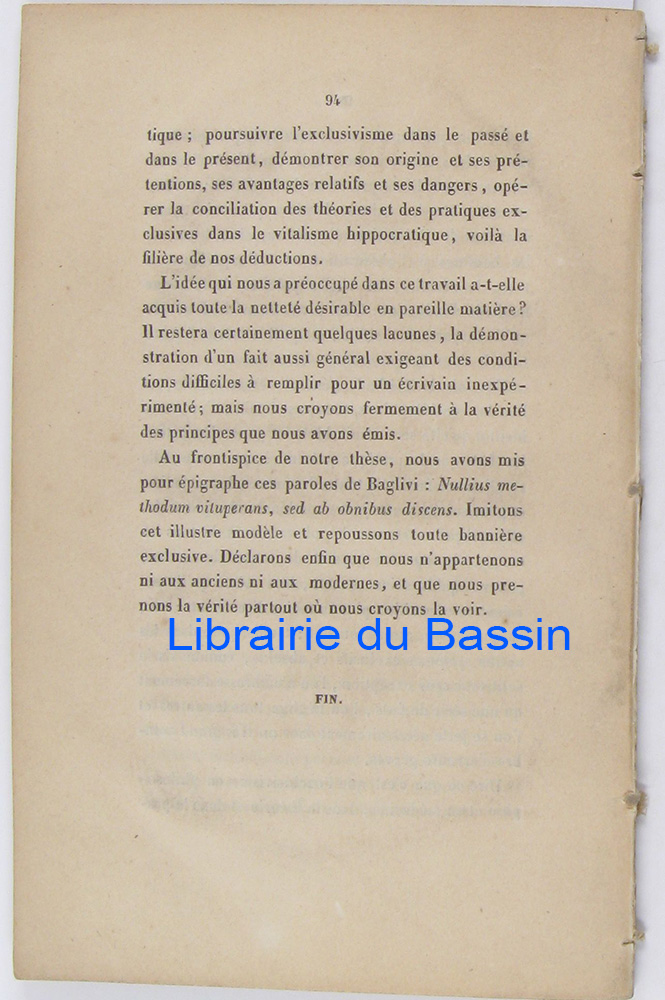 94
tique ; poursuivre l'exclusivisme dans le passé et
dans le présent, démontrer son origine et ses pré-
tentions, ses avantages relatifs et ses dangers, opé-
rer la conciliation des théories et des pratiques ex-
clusives dans le vitalisme hippocratique, voilà la
filière de nos déductions.
L'idée qui nous a préoccupé dans ce travail a-t-elle
acquis toute la netteté désirable en pareille matière?
Il restera certainement quelques lacunes, la démon-
stration d'un fait aussi général exigeant des condi-
tions difficiles à remplir pour un écrivain inexpé-
rimenté; mais nous croyons fermement à la vérité
des principes que nous avons émis.
Au frontispice de notre thèse, nous avons mis
pour épigraphe ces paroles de Baglivi : Nullius me-
thodum vituperans, sed ab obnibus discens. Imitons
cet illustre modèle et repoussons toute bannière
exclusive. Déclarons enfin que nous n'appartenons
ni aux anciens ni aux modernes, et que nous pre-
nons la vérité partout où nous croyons la voir.
Librairie du Bassin
FIN.